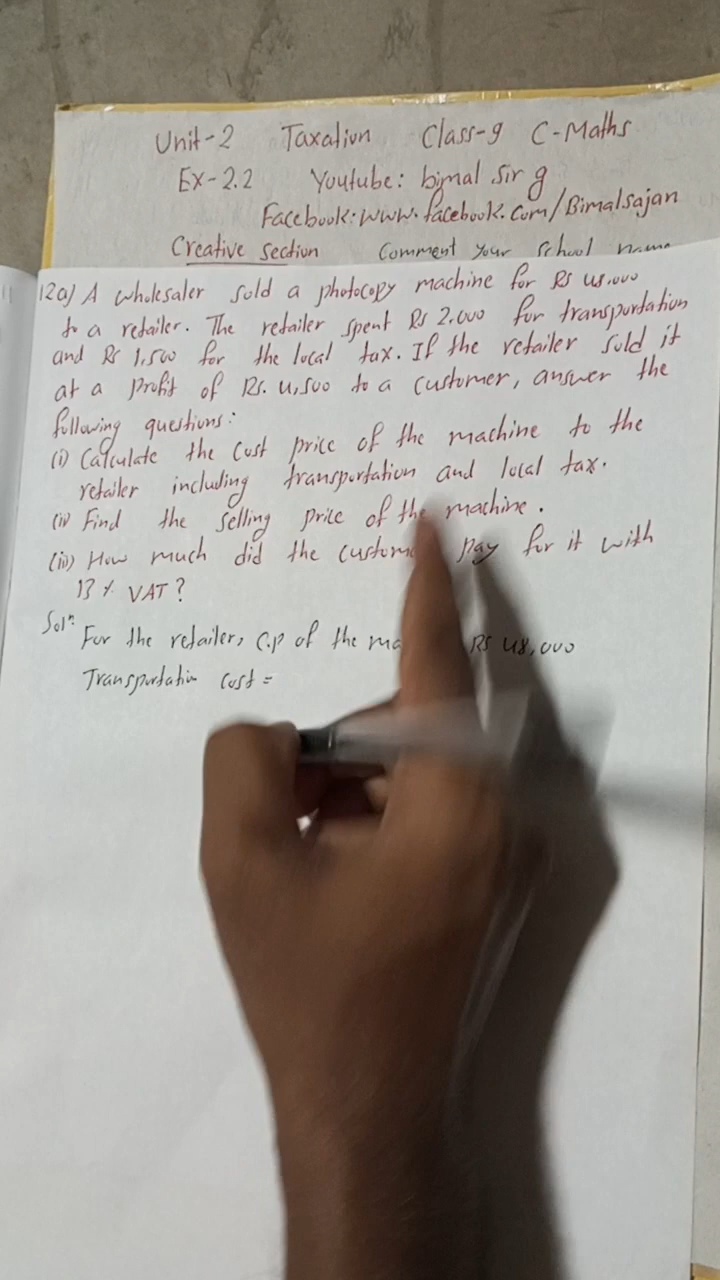 Unit-2 Taxation Class-9 C-Maths
Ex-2.2 Youtube: bimal sir g
Facebook: www.facebook.com/Bimalsajan
Creative section Comment your school name
12a) A wholesaler sold a photocopy machine for Rs 48,000
to a retailer. The retailer spent Rs 2,000 for transportation
and Rs 1,500 for the local tax. If the retailer sold it
at a profit of Rs. 4,500 to a customer, answer the
following questions:
(i) Calculate the cost price of the machine to the
retailer including transportation and local tax.
(ii) Find the selling price of the machine.
(iii) How much did the custome pay for it with
13% VAT?
Solⁿ:
For the retailer, C.P of the ma Rs 48,000
Transportatin cost =